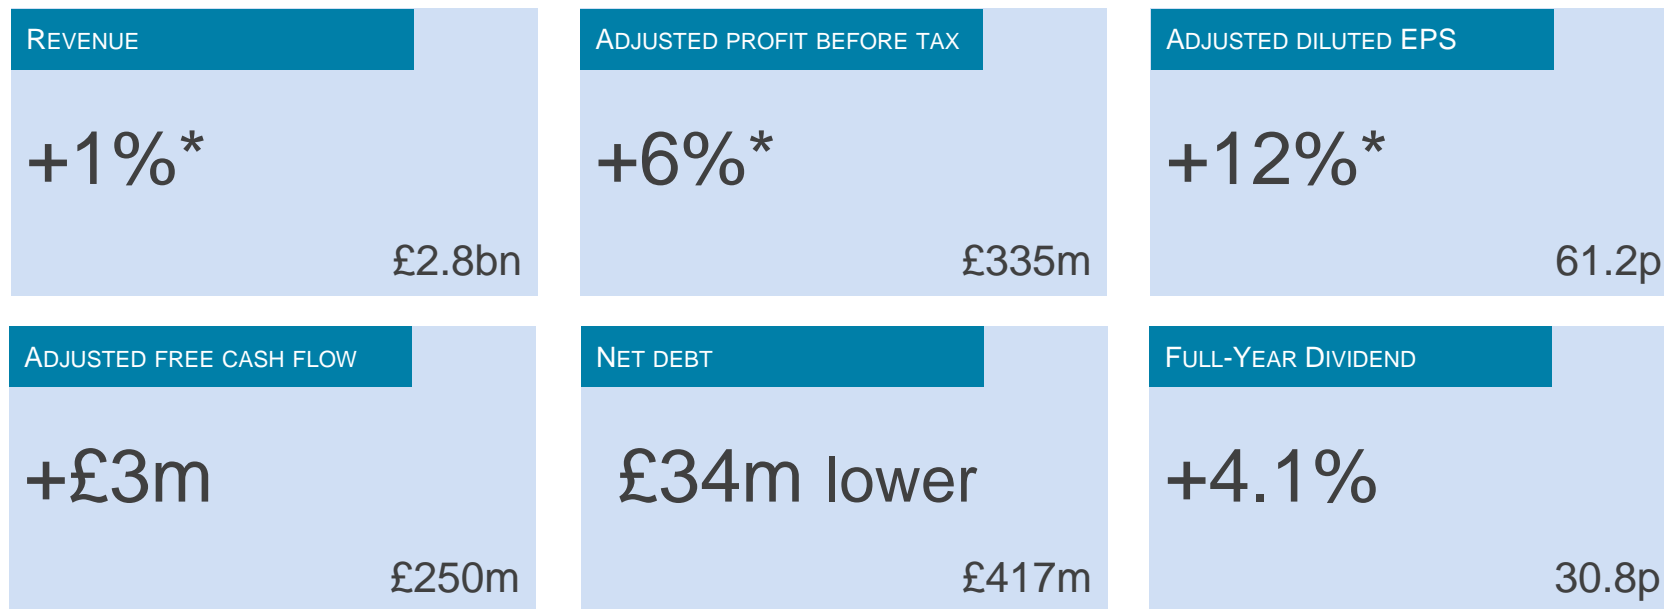 REVENUE
+1%*
£2.8bn
ADJUSTED PROFIT BEFORE TAX
+6%*
£335m
ADJUSTED DILUTED EPS
+12%*
61.2p
ADJUSTED FREE CASH FLOW
+£3m
£250m
NET DEBT
£34m lower
£417m
FULL-YEAR DIVIDEND
+4.1%
30.8p